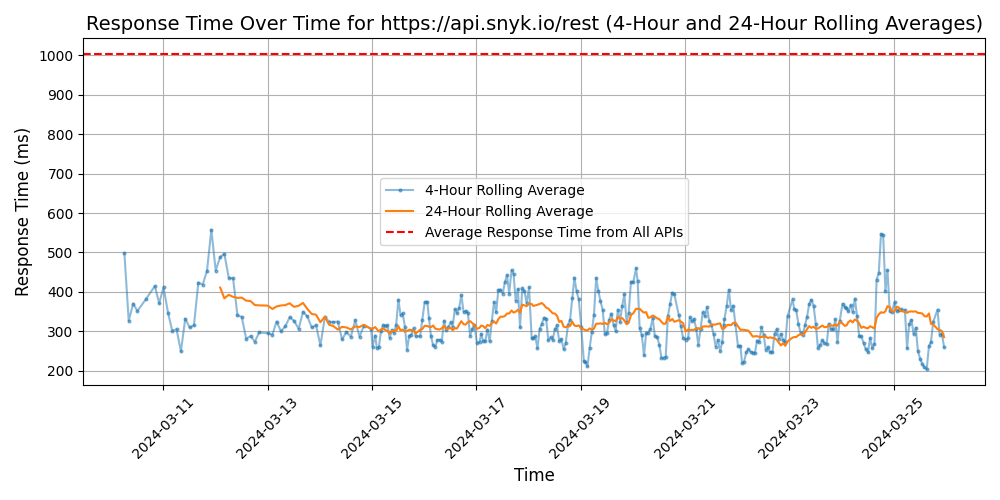 Response Time Over Time for https://api.snyk.io/rest (4-Hour and 24-Hour Rolling Averages)
Response Time (ms)
1000
900
800
700
600
500
400
300
200
4-Hour Rolling Average
24-Hour Rolling Average
Average Response Time from All APIs
2024-03-11
2024-03-13
2024-03-15
2024-03-17
2024-03-19
2024-03-21
2024-03-23
2024-03-25
Time